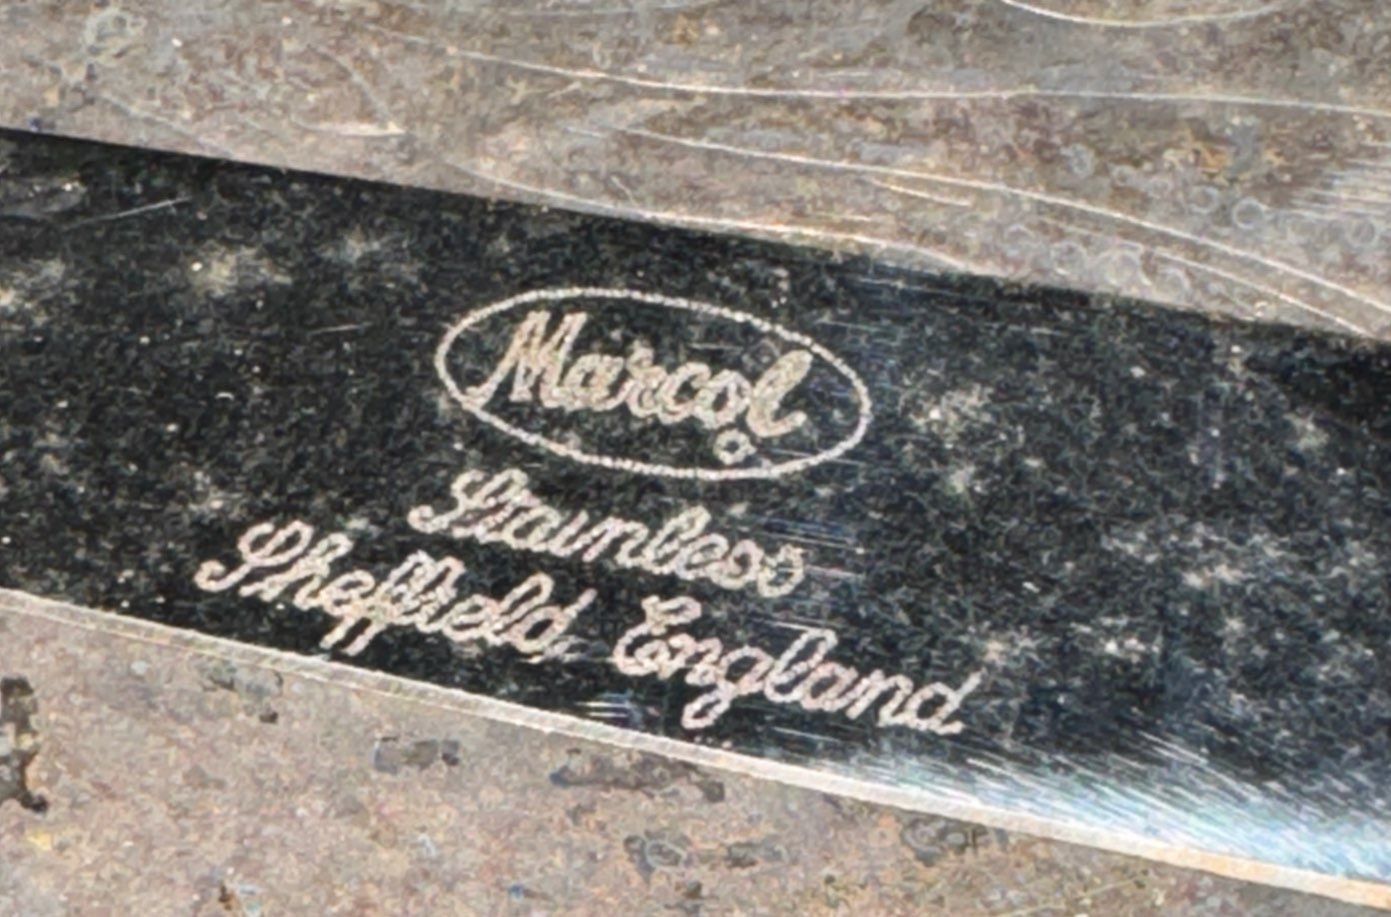 Marcol
Stainless
Sheffield, England